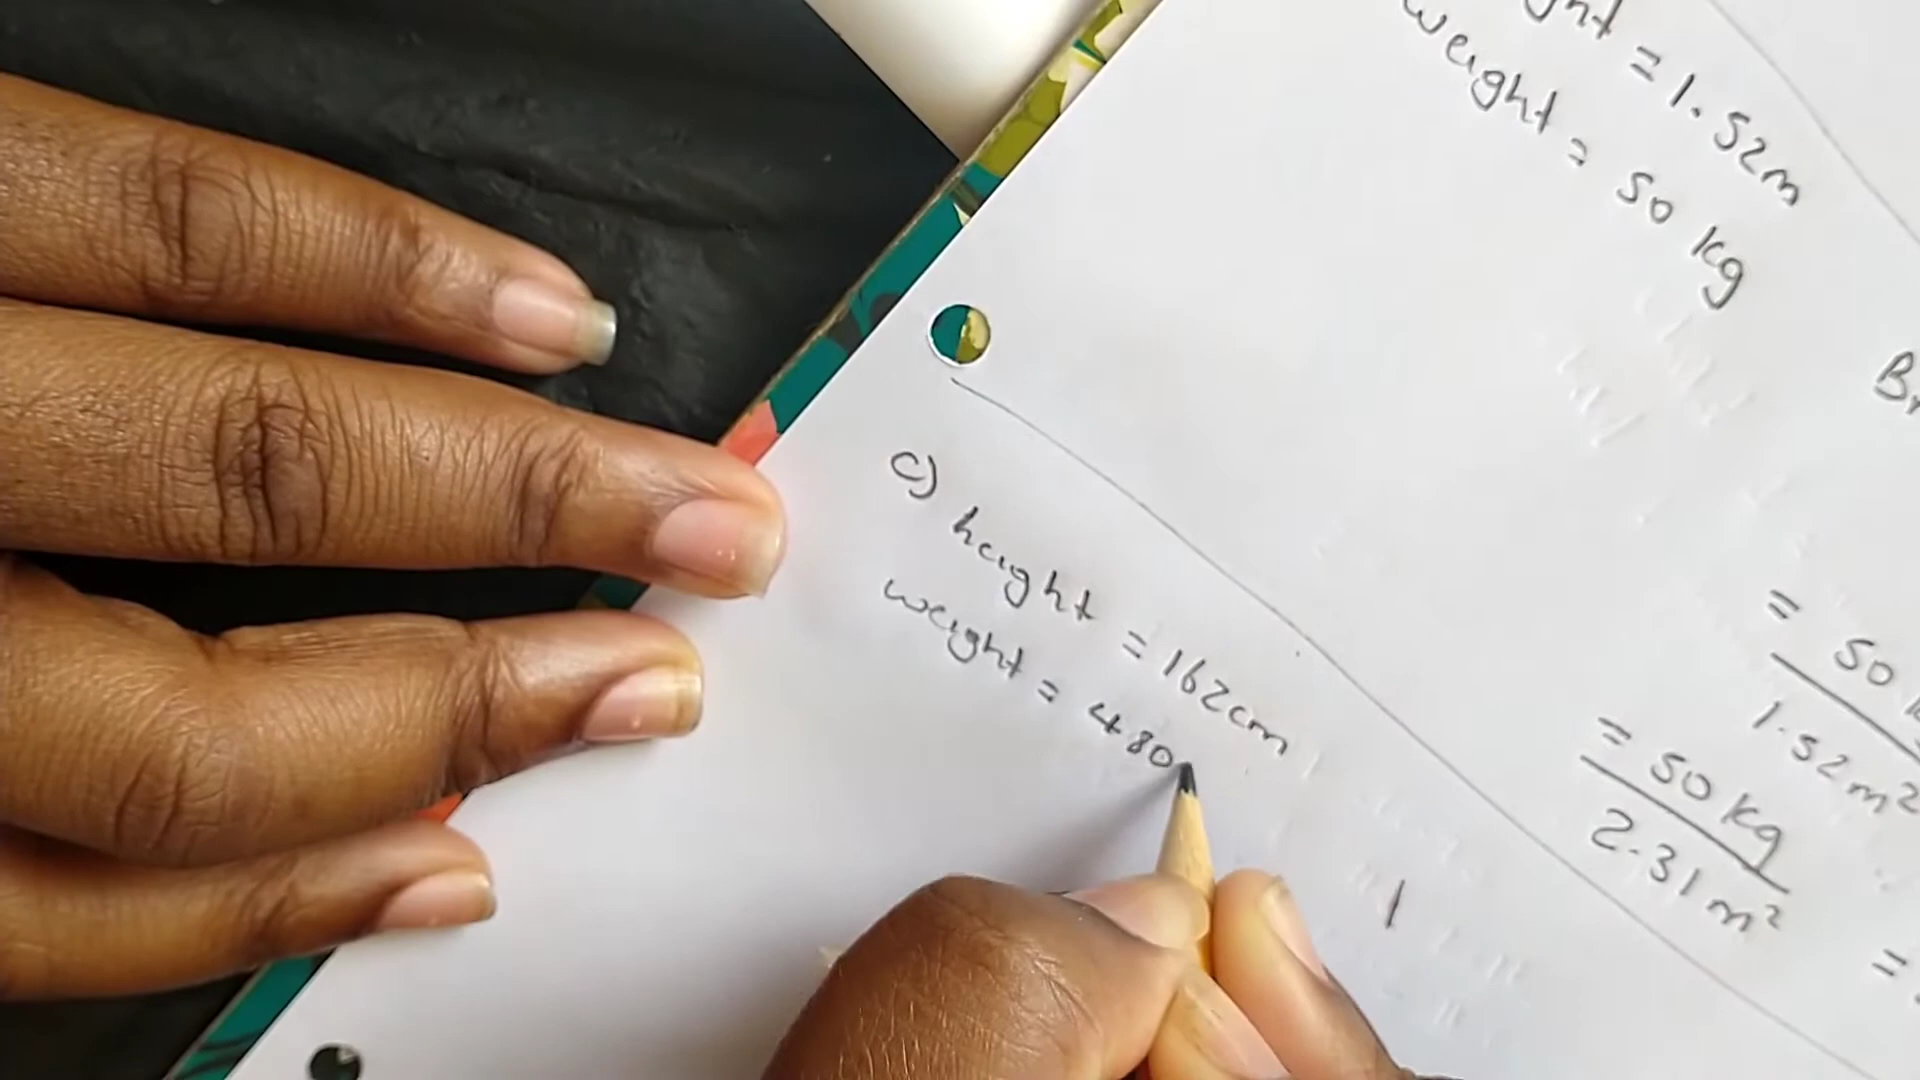 = 1.52m
weight = 50 kg
= 50
1.52m²
= 50 kg
2.31m²
=
c) height = 162cm
weight = 480